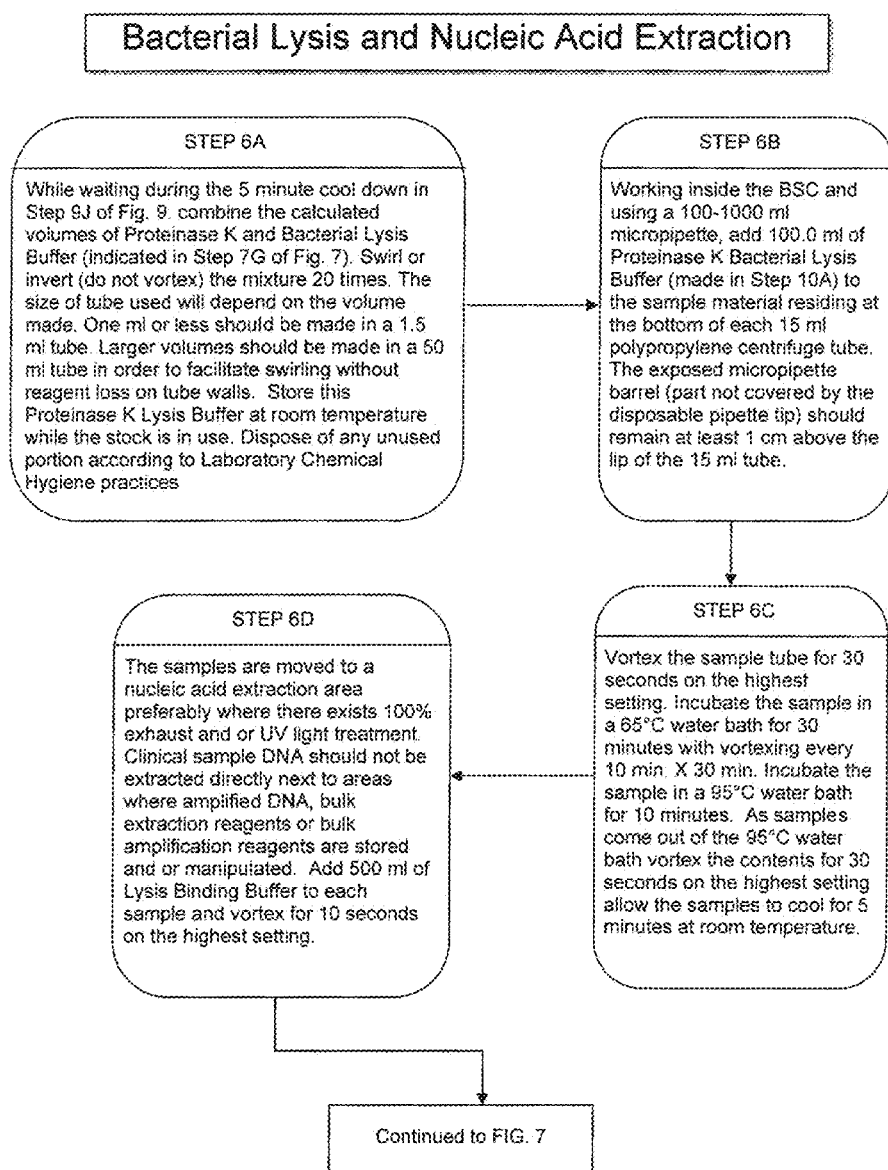 Bacterial Lysis and Nucleic Acid Extraction
STEP 6A
While waiting during the 5 minute cool down in
Step 9J of Fig. 9, combine the calculated
volumes of Proteinase K and Bacterial Lysis
Buffer (indicated in Step 7G of Fig. 7). Swirl or
invert (do not vortex) the mixture 20 times. The
size of tube used will depend on the volume
made. One ml or less should be made in a 1.5
ml tube. Larger volumes should be made in a 50
ml tube in order to facilitate swirling without
reagent loss on tube walls. Store this
Proteinase K Lysis Buffer at room temperature
while the stock is in use. Dispose of any unused
portion according to Laboratory Chemical
Hygiene practices
STEP 6B
Working inside the BSC and
using a 100-1000 ml
micropipette, add 100.0 ml of
Proteinase K Bacterial Lysis
Buffer (made in Step 10A) to
the sample material residing at
the bottom of each 15 ml
polypropylene centrifuge tube.
The exposed micropipette
barrel (part not covered by the
disposable pipette tip) should
remain at least 1 cm above the
lip of the 15 ml tube.
STEP 6C
Vortex the sample tube for 30
seconds on the highest
setting. Incubate the sample in
a 65°C water bath for 30
minutes with vortexing every
10 min. X 30 min. Incubate the
sample in a 95°C water bath
for 10 minutes. As samples
come out of the 95°C water
bath vortex the contents for 30
seconds on the highest setting
allow the samples to cool for 5
minutes at room temperature.
STEP 6D
The samples are moved to a
nucleic acid extraction area
preferably where there exists 100%
exhaust and or UV light treatment.
Clinical sample DNA should not be
extracted directly next to areas
where amplified DNA, bulk
extraction reagents or bulk
amplification reagents are stored
and or manipulated. Add 500 ml of
Lysis Binding Buffer to each
sample and vortex for 10 seconds
on the highest setting.
Continued to FIG. 7